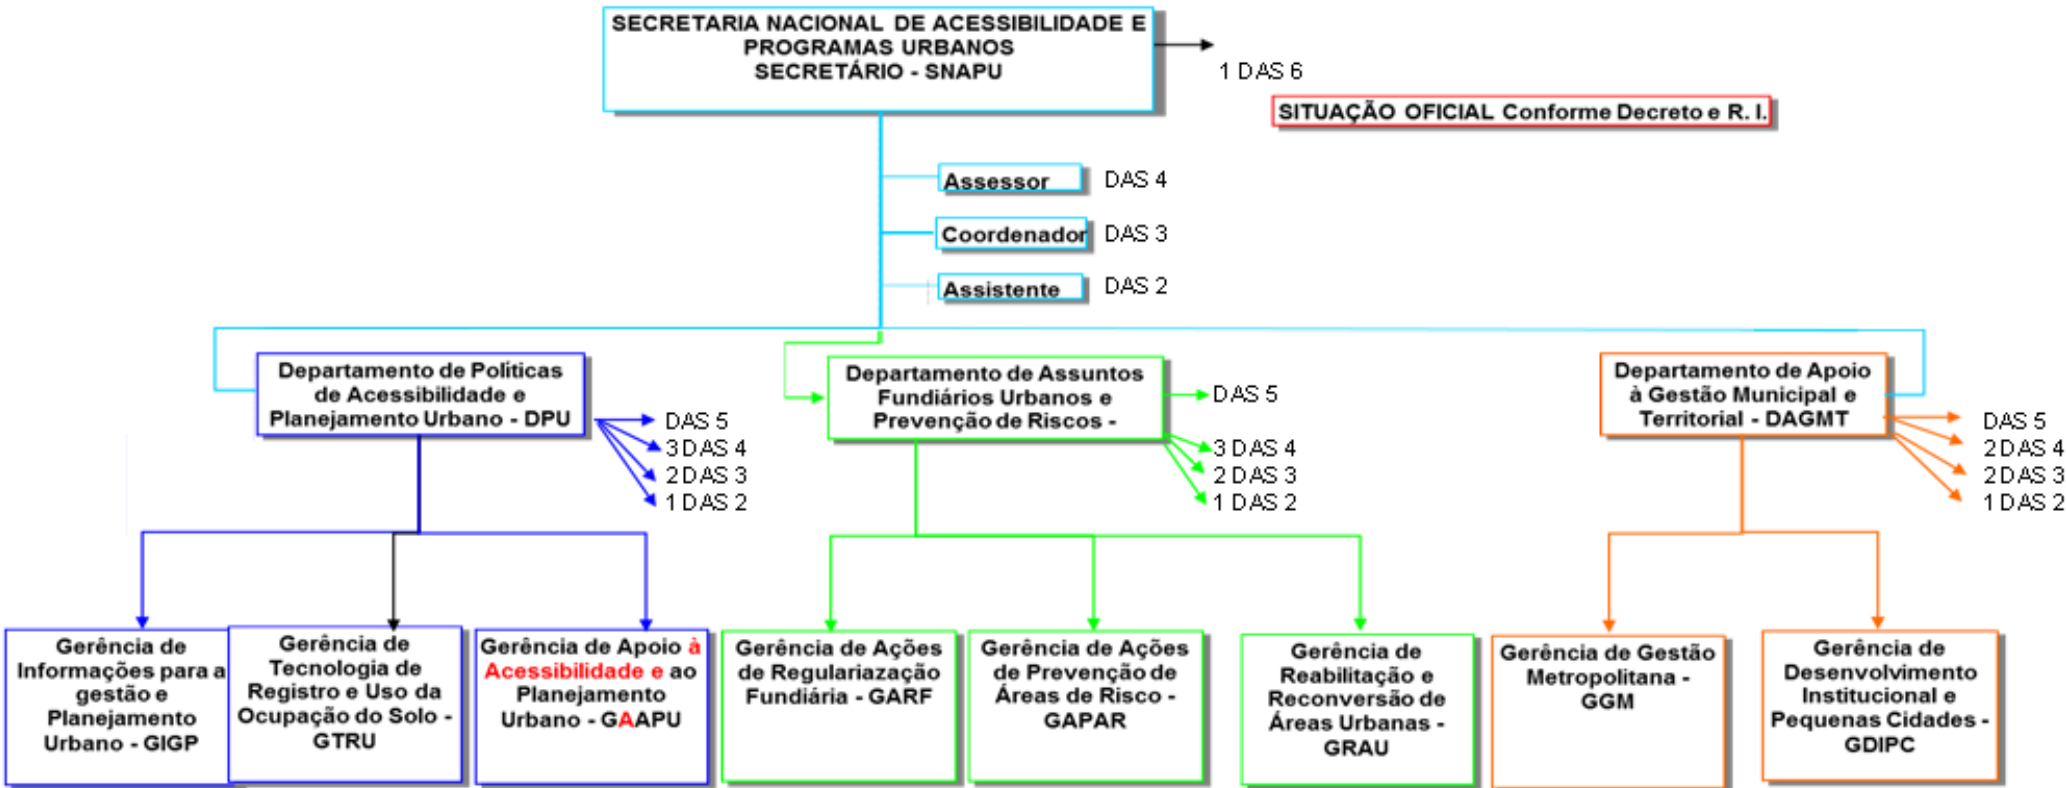 SECRETARIA NACIONAL DE ACESSIBILIDADE E
PROGRAMAS URBANOS
SECRETÁRIO - SNAPU
1 DAS 6
SITUAÇÃO OFICIAL Conforme Decreto e R. I.
Assessor
DAS 4
Coordenador
DAS 3
Assistente
DAS 2
Departamento de Políticas
de Acessibilidade e
Planejamento Urbano - DPU
DAS 5
3 DAS 4
2 DAS 3
1 DAS 2
Departamento de Assuntos
Fundiários Urbanos e
Prevenção de Riscos -
DAS 5
3 DAS 4
2 DAS 3
1 DAS 2
Departamento de Apoio
à Gestão Municipal e
Territorial - DAGMT
DAS 5
2 DAS 4
2 DAS 3
1 DAS 2
Gerência de
Informações para a
gestão e
Planejamento
Urbano - GIGP
Gerência de
Tecnologia de
Registro e Uso da
Ocupação do Solo -
GTRU
Gerência de Apoio à
Acessibilidade e ao
Planejamento
Urbano - GAAPU
Gerência de Ações
de Regulariazação
Fundiária - GARF
Gerência de Ações
de Prevenção de
Áreas de Risco -
GAPAR
Gerência de
Reabilitação e
Reconversão de
Áreas Urbanas -
GRAU
Gerência de Gestão
Metropolitana -
GGM
Gerência de
Desenvolvimento
Institucional e
Pequenas Cidades -
GDIPC